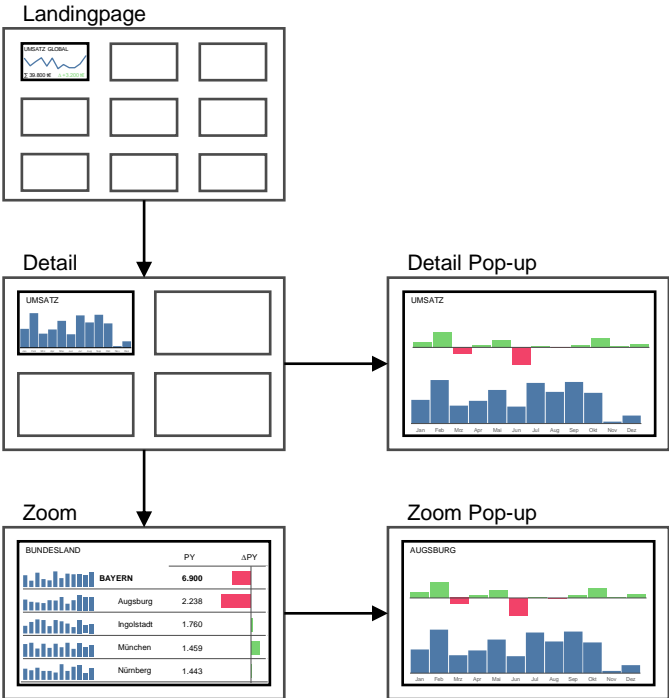 Landingpage
UMSATZ GLOBAL
∑ 39.800 t€ ± +3.200 t€
Detail
Detail Pop-up
UMSATZ
UMSATZ
Jan Feb Mrz Apr Mai Jun Jul Aug Sep Okt Nov Dez
Zoom
Zoom Pop-up
BUNDESLAND
PY ΔPY
BAYERN 6.900
Augsburg 2.238
Ingolstadt 1.760
München 1.459
Nürnberg 1.443
AUGSBURG
Jan Feb Mrz Apr Mai Jun Jul Aug Sep Okt Nov Dez